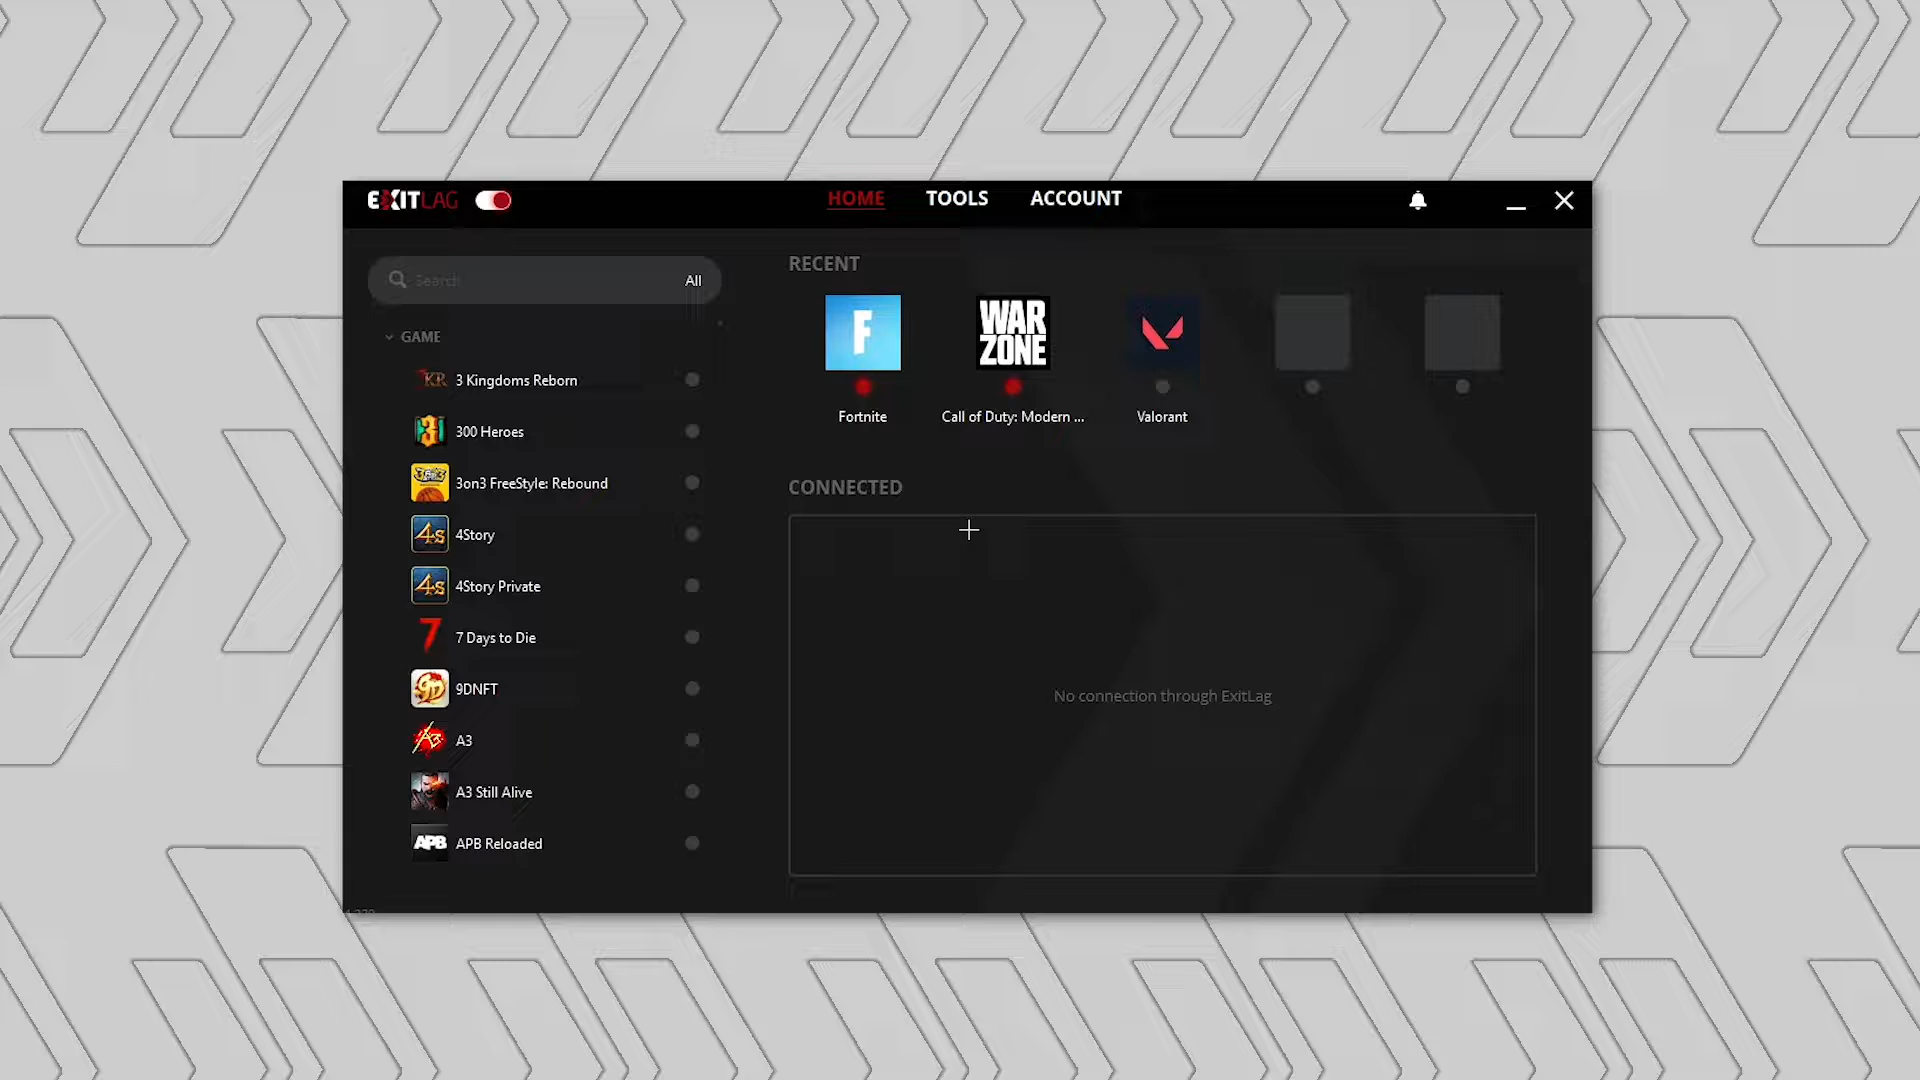 EXITLAG
HOME
TOOLS
ACCOUNT
Search
All
GAME
3 Kingdoms Reborn
300 Heroes
3on3 FreeStyle: Rebound
4Story
4Story Private
7 Days to Die
9DNFT
A3
A3 Still Alive
APB
APB Reloaded
RECENT
F
WAR
ZONE
Fortnite
Call of Duty: Modern ...
Valorant
CONNECTED
No connection through ExitLag